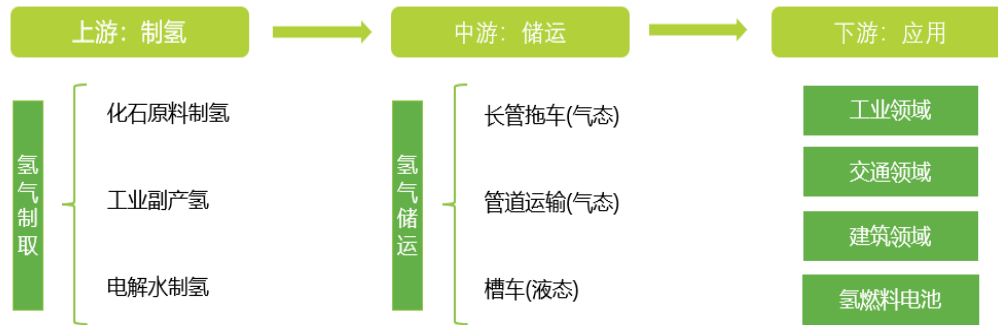 上游：制氢
中游：储运
下游：应用
氢气制取
化石原料制氢
工业副产氢
电解水制氢
氢气储运
长管拖车(气态)
管道运输(气态)
槽车(液态)
工业领域
交通领域
建筑领域
氢燃料电池